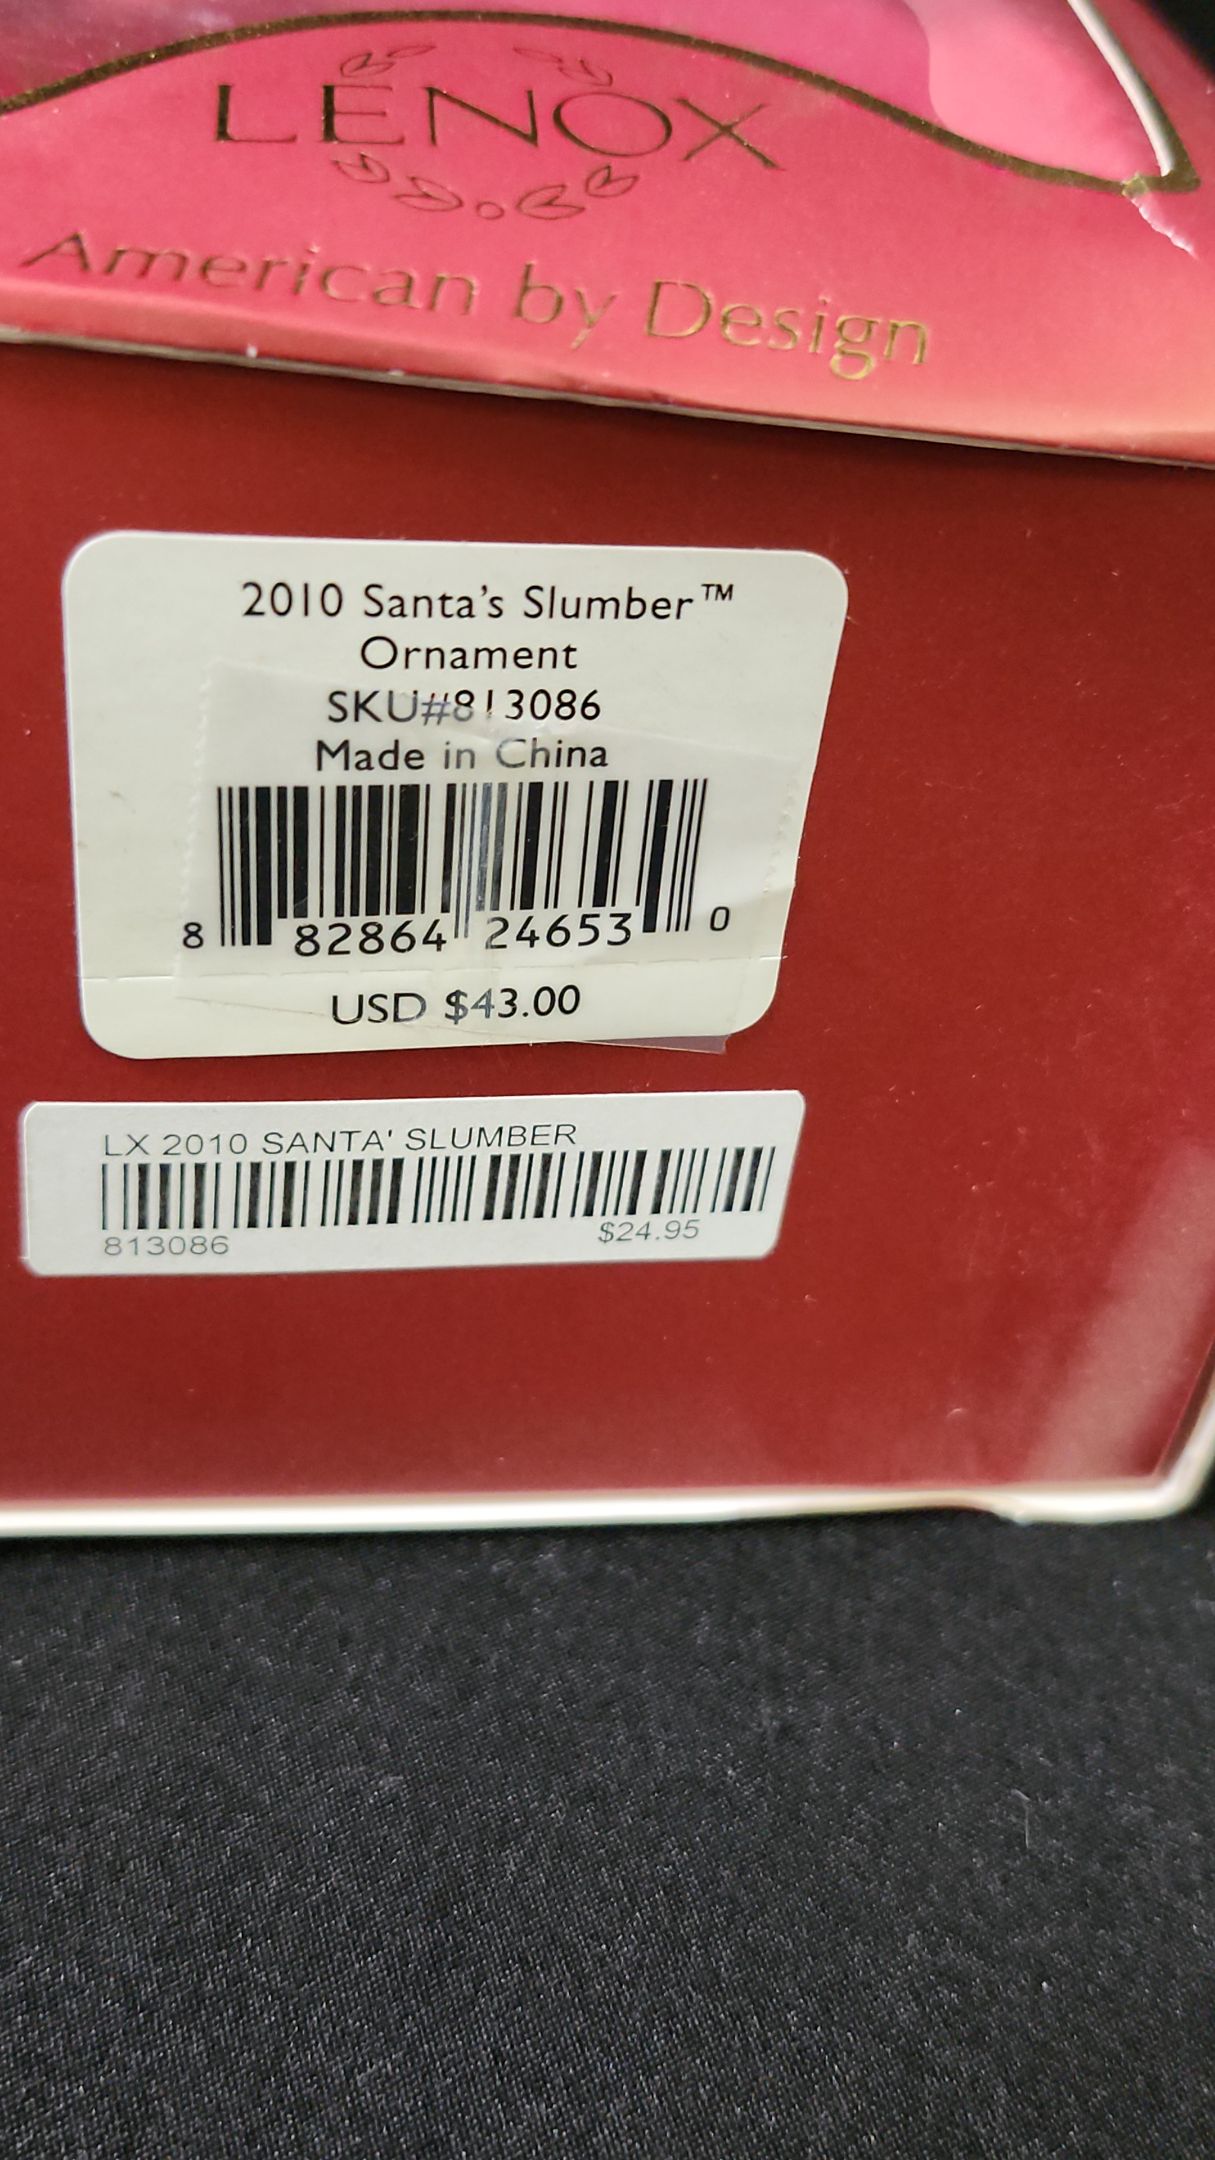 LENOX
American by Design
2010 Santa's Slumber™
Ornament
SKU#813086
Made in China
8 82864 24653 0
USD $43.00
LX 2010 SANTA' SLUMBER
813086 $24.95